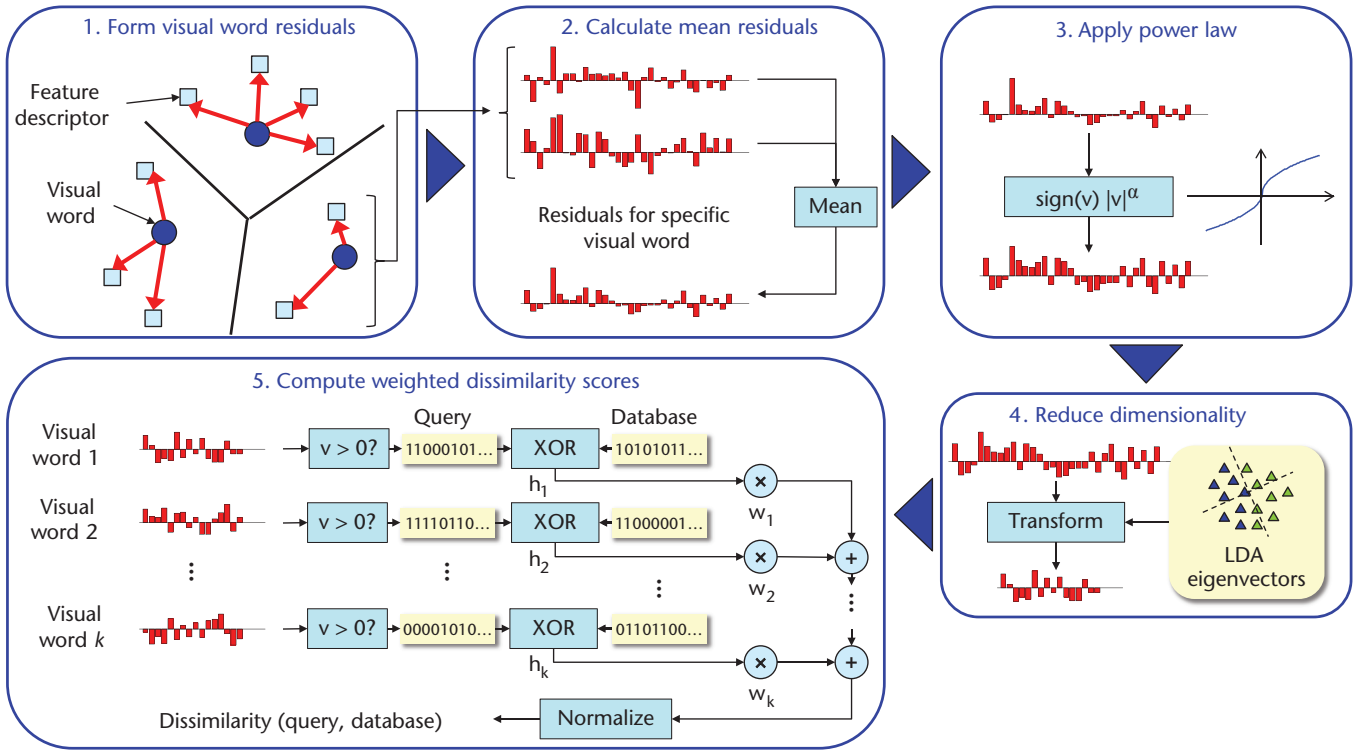 1. Form visual word residuals
Feature
descriptor
Visual
word
2. Calculate mean residuals
Mean
Residuals for specific
visual word
3. Apply power law
sign(v) |v|^α
4. Reduce dimensionality
Transform
LDA
eigenvectors
5. Compute weighted dissimilarity scores
Query
Database
Visual
word 1
v > 0?
11000101...
XOR
10101011...
h₁
×
w₁
Visual
word 2
v > 0?
11110110...
XOR
11000001...
h₂
×
w₂
+
⋮
⋮
⋮
⋮
Visual
word k
v > 0?
00001010...
XOR
01101100...
hₖ
×
wₖ
+
Normalize
Dissimilarity (query, database)